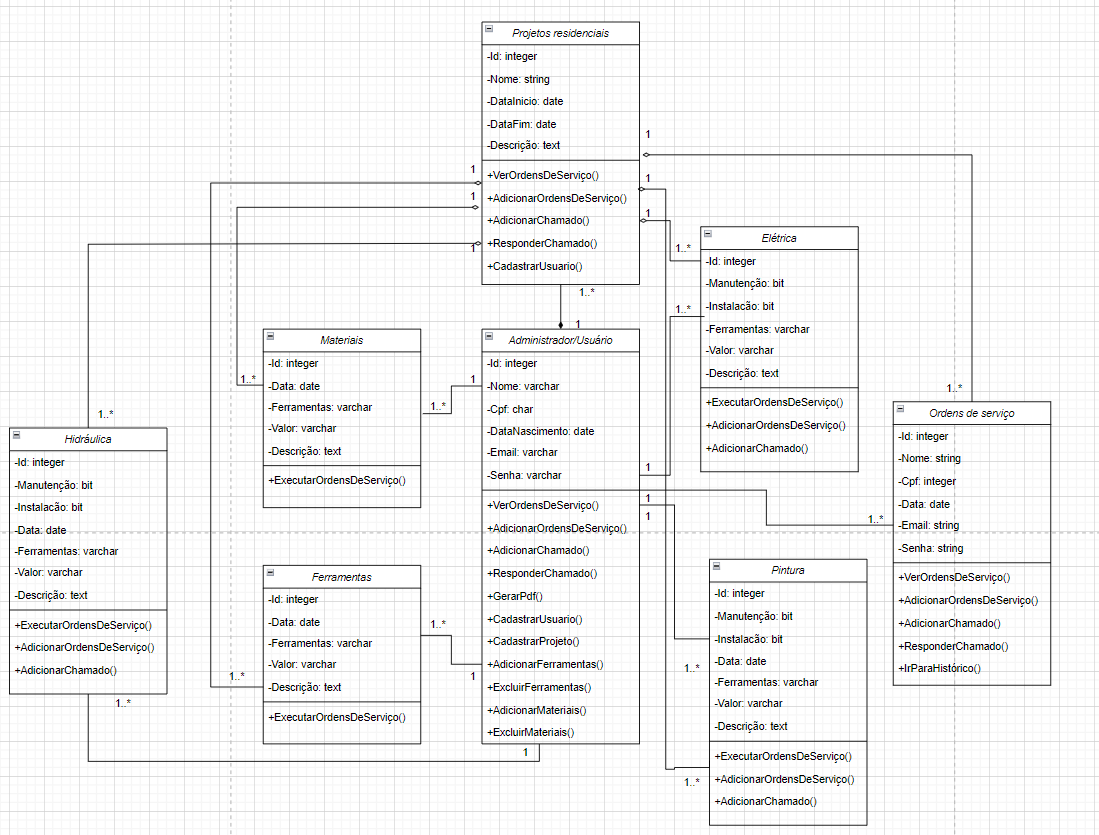 Projetos residenciais
-Id: integer
-Nome: string
-DataInicio: date
-DataFim: date
-Descrição: text
+VerOrdensDeServiço()
+AdicionarOrdensDeServiço()
+AdicionarChamado()
+ResponderChamado()
+CadastrarUsuario()
1
1
1
1
1
1
1..*
1
1..*
1..*
Elétrica
-Id: integer
-Manutenção: bit
-Instalacão: bit
-Ferramentas: varchar
-Valor: varchar
-Descrição: text
+ExecutarOrdensDeServiço()
+AdicionarOrdensDeServiço()
+AdicionarChamado()
Materiais
-Id: integer
-Data: date
-Ferramentas: varchar
-Valor: varchar
-Descrição: text
+ExecutarOrdensDeServiço()
1..*
1..*
1
Administrador/Usuário
-Id: integer
-Nome: varchar
-Cpf: char
-DataNascimento: date
-Email: varchar
-Senha: varchar
+VerOrdensDeServiço()
+AdicionarOrdensDeServiço()
+AdicionarChamado()
+ResponderChamado()
+GerarPdf()
+CadastrarUsuario()
+CadastrarProjeto()
+AdicionarFerramentas()
+ExcluirFerramentas()
+AdicionarMateriais()
+ExcluirMateriais()
1
1
1
1..*
1..*
Ordens de serviço
-Id: integer
-Nome: string
-Cpf: integer
-Data: date
-Email: string
-Senha: string
+VerOrdensDeServiço()
+AdicionarOrdensDeServiço()
+AdicionarChamado()
+ResponderChamado()
+IrParaHistórico()
1..*
Hidráulica
-Id: integer
-Manutenção: bit
-Instalacão: bit
-Data: date
-Ferramentas: varchar
-Valor: varchar
-Descrição: text
+ExecutarOrdensDeServiço()
+AdicionarOrdensDeServiço()
+AdicionarChamado()
1..*
Ferramentas
-Id: integer
-Data: date
-Ferramentas: varchar
-Valor: varchar
-Descrição: text
+ExecutarOrdensDeServiço()
1..*
1..*
1
1
Pintura
-Id: integer
-Manutenção: bit
-Instalacão: bit
-Data: date
-Ferramentas: varchar
-Valor: varchar
-Descrição: text
+ExecutarOrdensDeServiço()
+AdicionarOrdensDeServiço()
+AdicionarChamado()
1..*
1..*